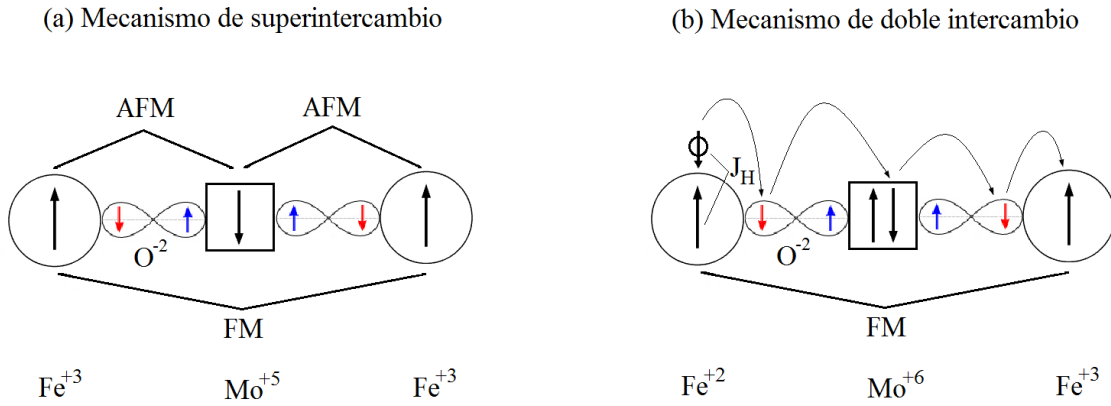 (a) Mecanismo de superintercambio
(b) Mecanismo de doble intercambio
AFM AFM
O-2
FM
Fe+3 Mo+5 Fe+3
JH
O-2
FM
Fe+2 Mo+6 Fe+3